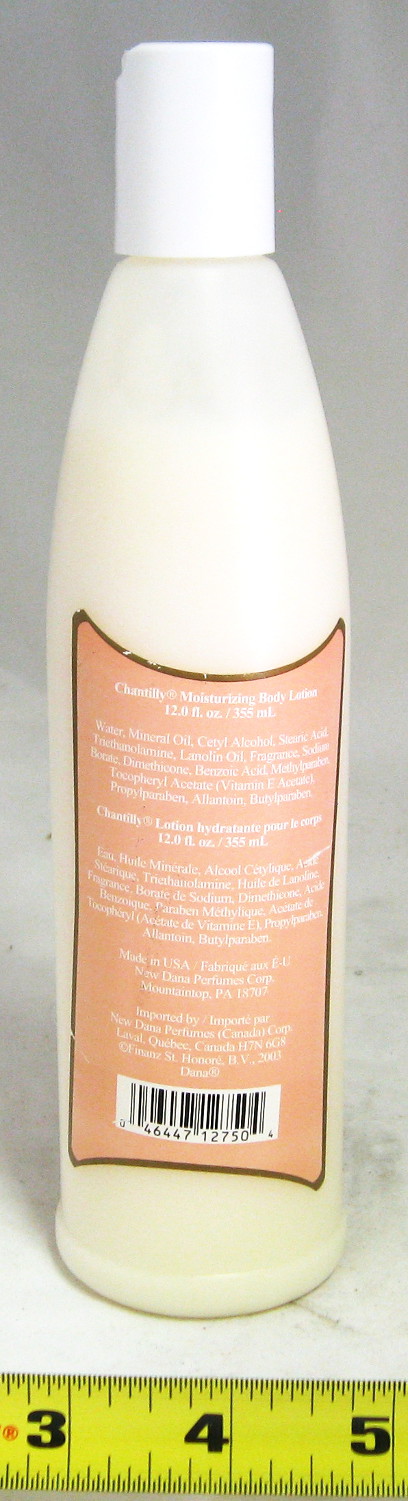 Chantilly® Moisturizing Body Lotion
12.0 fl. oz. / 355 mL
Water, Mineral Oil, Cetyl Alcohol, Stearic Acid,
Triethanolamine, Lanolin Oil, Fragrance, Sodium
Borate, Dimethicone, Benzoic Acid, Methylparaben,
Tocopheryl Acetate (Vitamin E Acetate),
Propylparaben, Allantoin, Butylparaben.
Chantilly® Lotion hydratante pour le corps
12.0 fl. oz. / 355 mL
Eau, Huile Minérale, Alcool Cétylique, Acide
Stéarique, Triethanolamine, Huile de Lanoline,
Fragrance, Borate de Sodium, Dimethicone, Acide
Benzoique, Paraben Méthylique, Acétate de
Tocophéryl (Acétate de Vitamine E), Propylparaben,
Allantoin, Butylparaben.
Made in USA / Fabriqué aux É-U
New Dana Perfumes Corp.
Mountaintop, PA 18707
Imported by / Importé par
New Dana Perfumes (Canada) Corp.
Laval, Québec, Canada H7N 6G8
©Finanz St. Honoré, B.V., 2003
Dana®
0 46447 12750 4
® 3 4 5